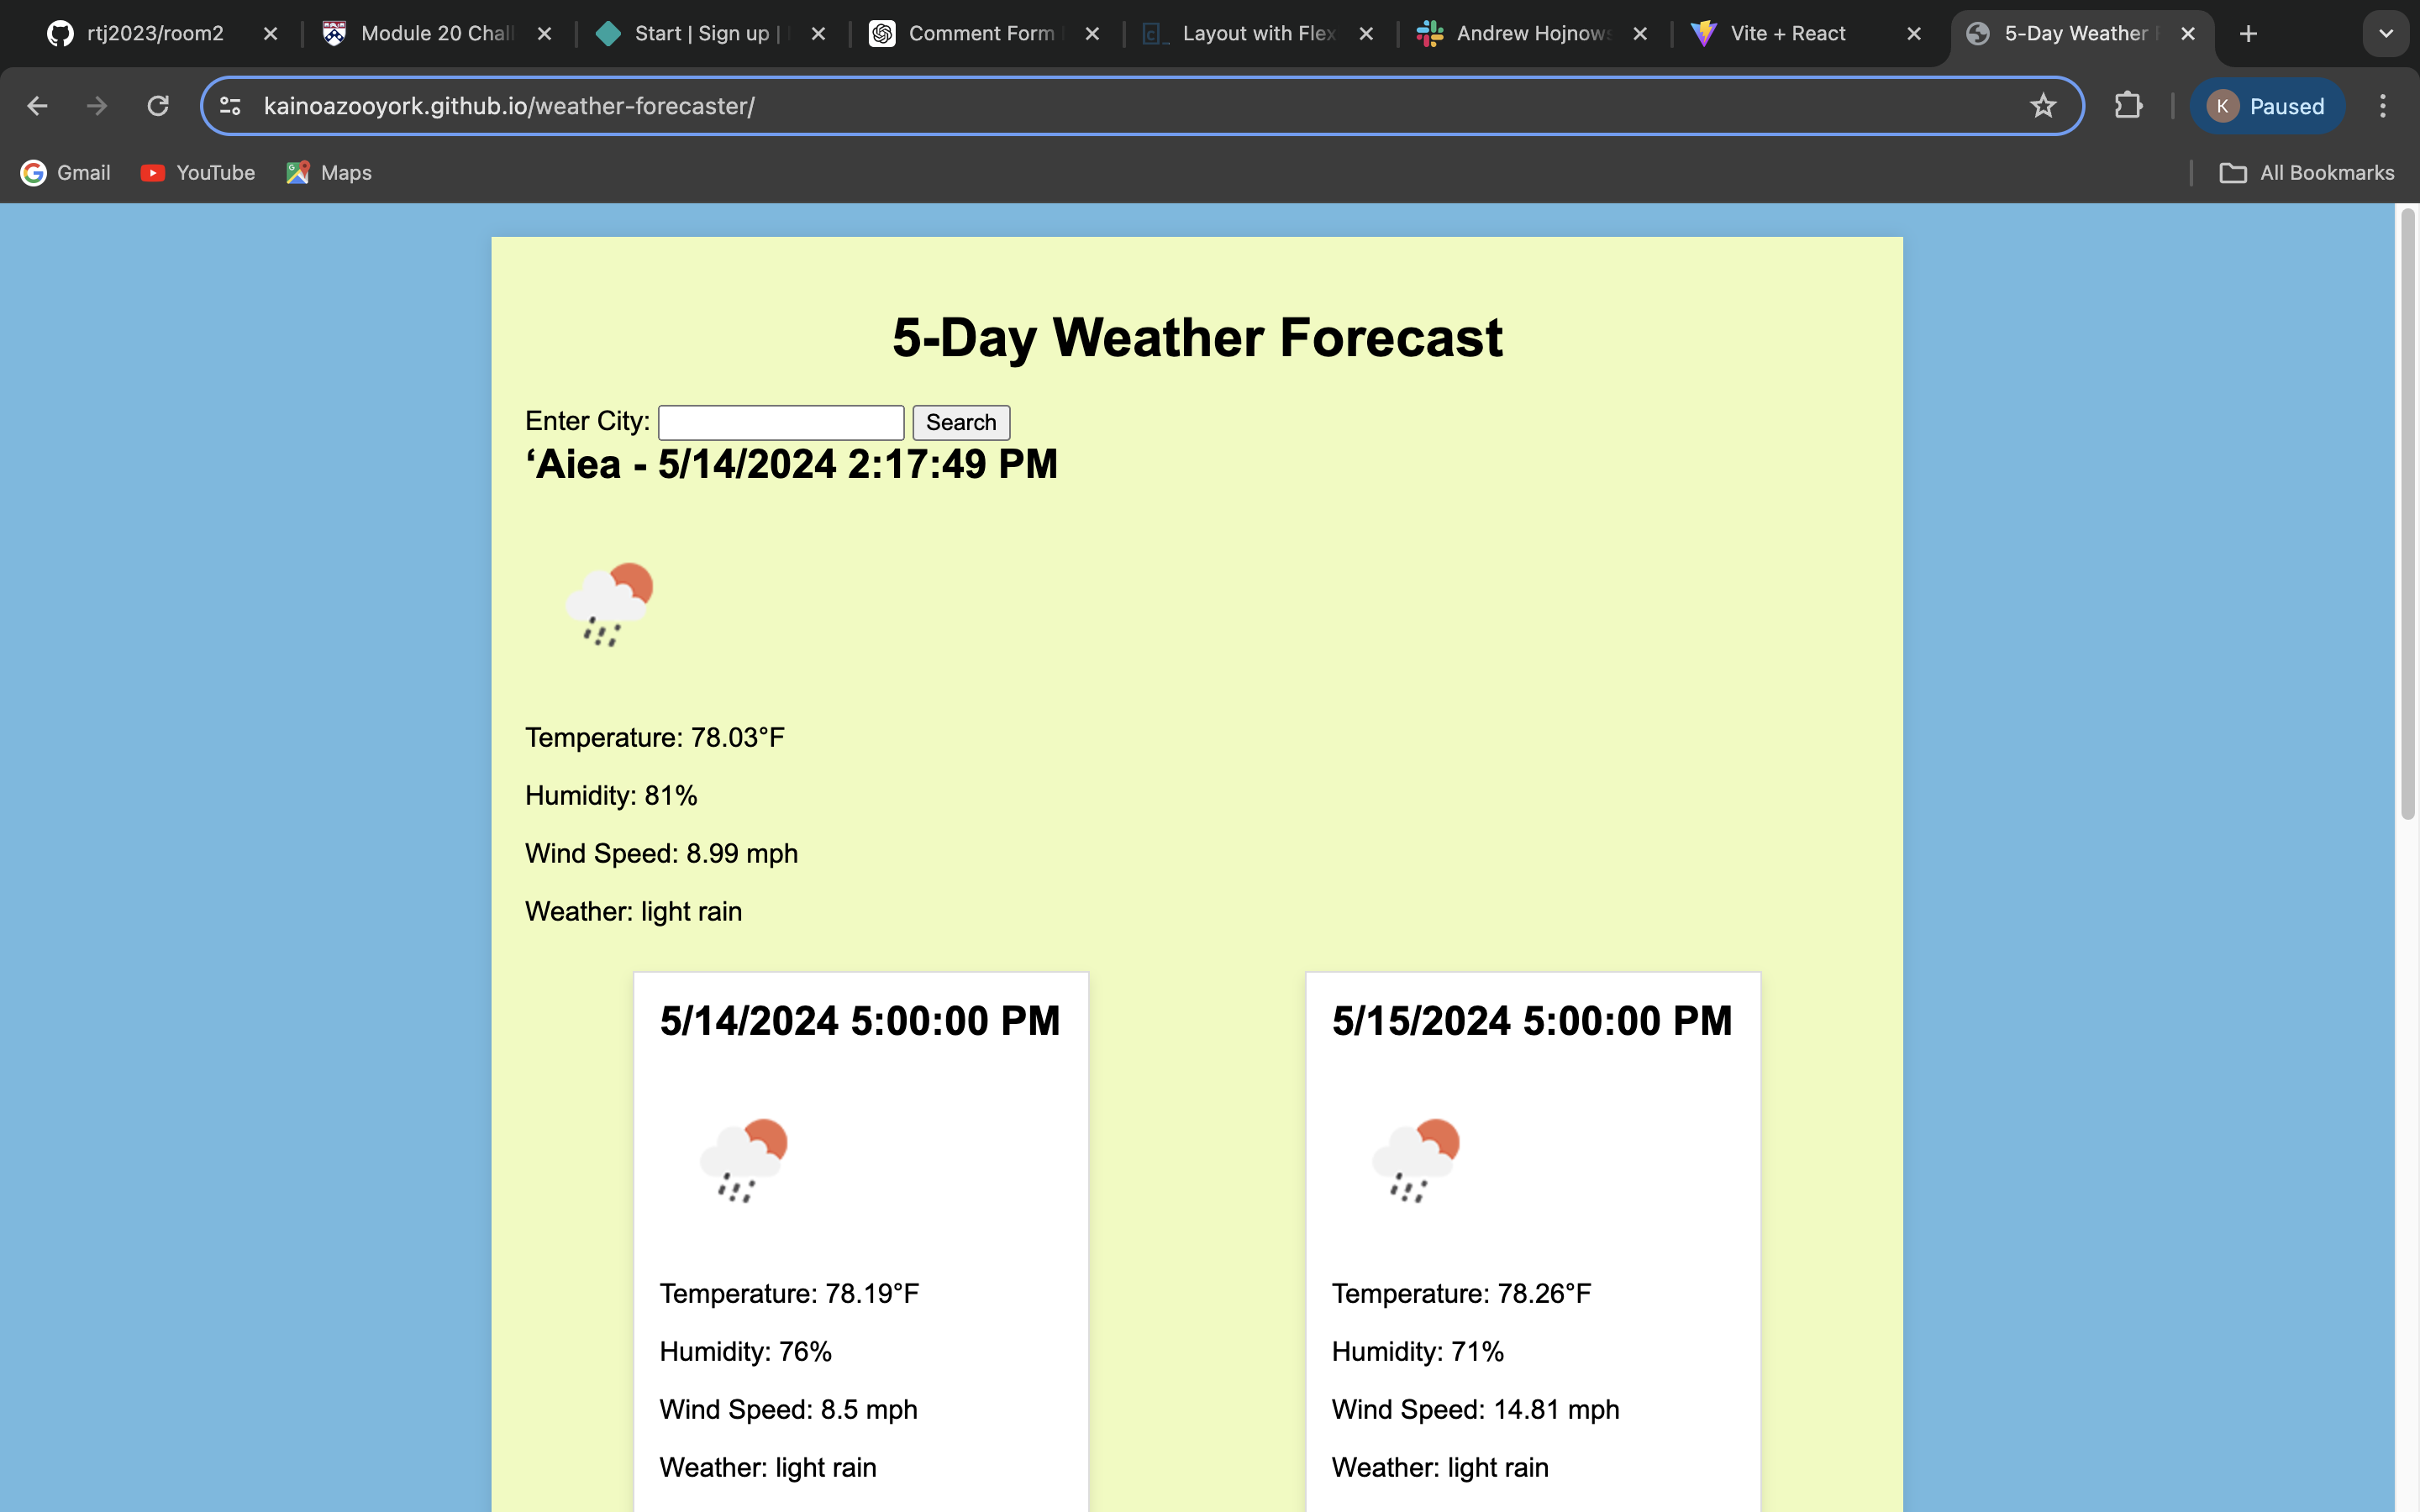 rtj2023/room2
Module 20 Chal
Start | Sign up |
Comment Form
Layout with Flex
Andrew Hojnows
Vite + React
5-Day Weather F
kainoazooyork.github.io/weather-forecaster/
K Paused
Gmail
YouTube
Maps
All Bookmarks
5-Day Weather Forecast
Enter City:
Search
‘Aiea - 5/14/2024 2:17:49 PM
Temperature: 78.03°F
Humidity: 81%
Wind Speed: 8.99 mph
Weather: light rain
5/14/2024 5:00:00 PM
Temperature: 78.19°F
Humidity: 76%
Wind Speed: 8.5 mph
Weather: light rain
5/15/2024 5:00:00 PM
Temperature: 78.26°F
Humidity: 71%
Wind Speed: 14.81 mph
Weather: light rain